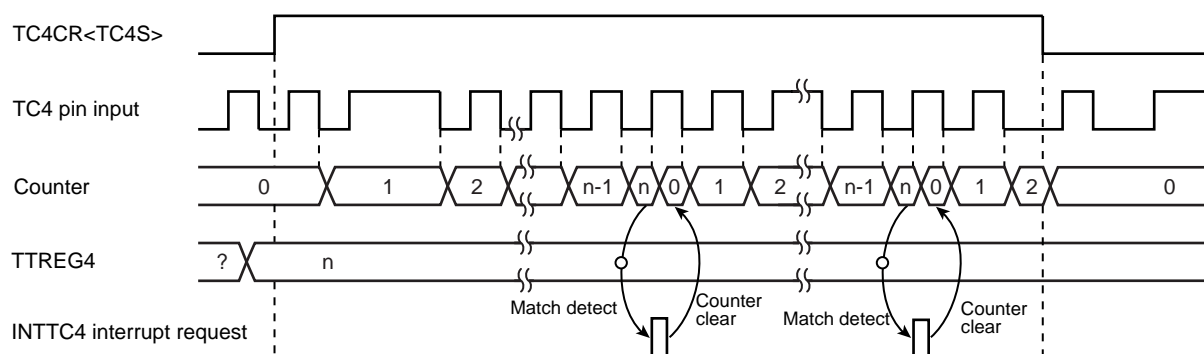 TC4CR<TC4S>
TC4 pin input
Counter
0 1 2 n-1 n 0 1 2 n-1 n 0 1 2 0
TTREG4
? n
Match detect
Counter
clear
Match detect
Counter
clear
INTTC4 interrupt request